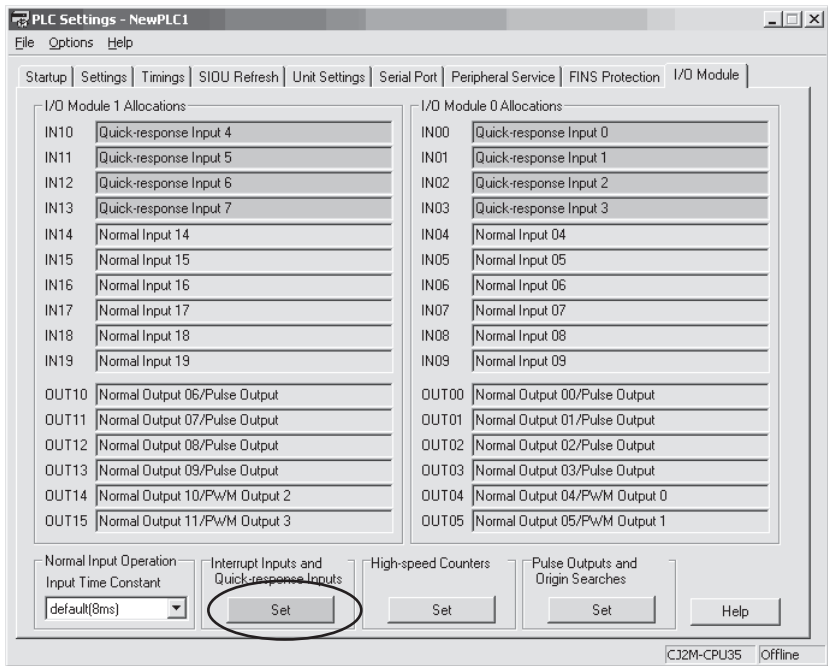 PLC Settings - NewPLC1
File Options Help
Startup Settings Timings SIOU Refresh Unit Settings Serial Port Peripheral Service FINS Protection I/O Module
I/O Module 1 Allocations
IN10 Quick-response Input 4
IN11 Quick-response Input 5
IN12 Quick-response Input 6
IN13 Quick-response Input 7
IN14 Normal Input 14
IN15 Normal Input 15
IN16 Normal Input 16
IN17 Normal Input 17
IN18 Normal Input 18
IN19 Normal Input 19
OUT10 Normal Output 06/Pulse Output
OUT11 Normal Output 07/Pulse Output
OUT12 Normal Output 08/Pulse Output
OUT13 Normal Output 09/Pulse Output
OUT14 Normal Output 10/PWM Output 2
OUT15 Normal Output 11/PWM Output 3
I/O Module 0 Allocations
IN00 Quick-response Input 0
IN01 Quick-response Input 1
IN02 Quick-response Input 2
IN03 Quick-response Input 3
IN04 Normal Input 04
IN05 Normal Input 05
IN06 Normal Input 06
IN07 Normal Input 07
IN08 Normal Input 08
IN09 Normal Input 09
OUT00 Normal Output 00/Pulse Output
OUT01 Normal Output 01/Pulse Output
OUT02 Normal Output 02/Pulse Output
OUT03 Normal Output 03/Pulse Output
OUT04 Normal Output 04/PWM Output 0
OUT05 Normal Output 05/PWM Output 1
Normal Input Operation
Input Time Constant
default(8ms)
Interrupt Inputs and
Quick-response Inputs
Set
High-speed Counters
Set
Pulse Outputs and
Origin Searches
Set
Help
CJ2M-CPU35 Offline